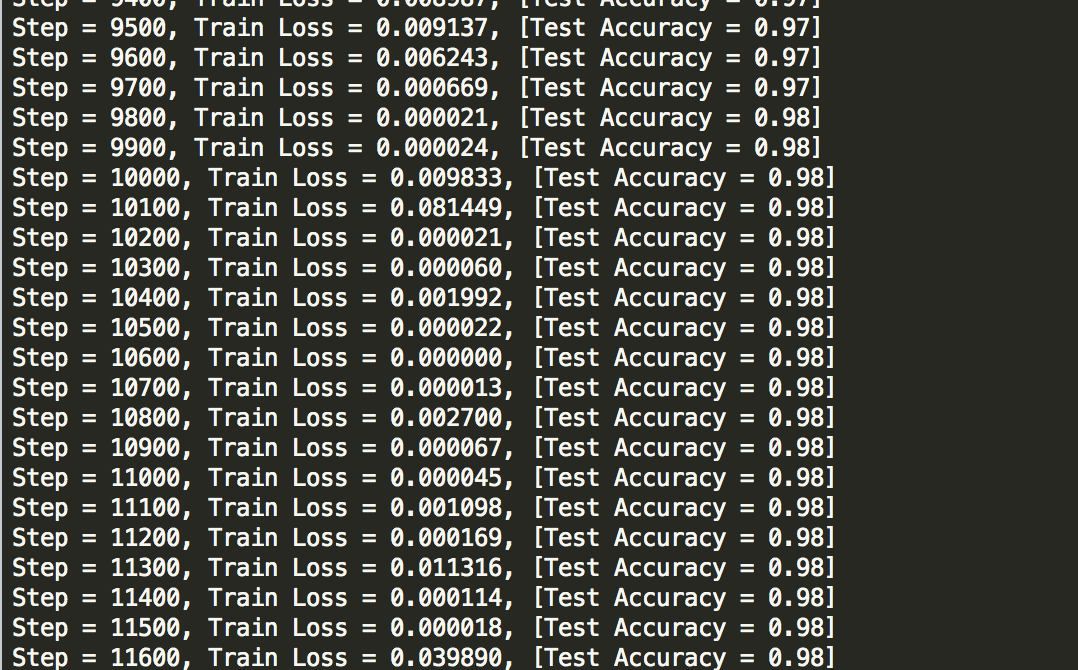 Step = 9400, Train Loss = 0.008987, [Test Accuracy = 0.97]
Step = 9500, Train Loss = 0.009137, [Test Accuracy = 0.97]
Step = 9600, Train Loss = 0.006243, [Test Accuracy = 0.97]
Step = 9700, Train Loss = 0.000669, [Test Accuracy = 0.97]
Step = 9800, Train Loss = 0.000021, [Test Accuracy = 0.98]
Step = 9900, Train Loss = 0.000024, [Test Accuracy = 0.98]
Step = 10000, Train Loss = 0.009833, [Test Accuracy = 0.98]
Step = 10100, Train Loss = 0.081449, [Test Accuracy = 0.98]
Step = 10200, Train Loss = 0.000021, [Test Accuracy = 0.98]
Step = 10300, Train Loss = 0.000060, [Test Accuracy = 0.98]
Step = 10400, Train Loss = 0.001992, [Test Accuracy = 0.98]
Step = 10500, Train Loss = 0.000022, [Test Accuracy = 0.98]
Step = 10600, Train Loss = 0.000000, [Test Accuracy = 0.98]
Step = 10700, Train Loss = 0.000013, [Test Accuracy = 0.98]
Step = 10800, Train Loss = 0.002700, [Test Accuracy = 0.98]
Step = 10900, Train Loss = 0.000067, [Test Accuracy = 0.98]
Step = 11000, Train Loss = 0.000045, [Test Accuracy = 0.98]
Step = 11100, Train Loss = 0.001098, [Test Accuracy = 0.98]
Step = 11200, Train Loss = 0.000169, [Test Accuracy = 0.98]
Step = 11300, Train Loss = 0.011316, [Test Accuracy = 0.98]
Step = 11400, Train Loss = 0.000114, [Test Accuracy = 0.98]
Step = 11500, Train Loss = 0.000018, [Test Accuracy = 0.98]
Step = 11600, Train Loss = 0.039890, [Test Accuracy = 0.98]